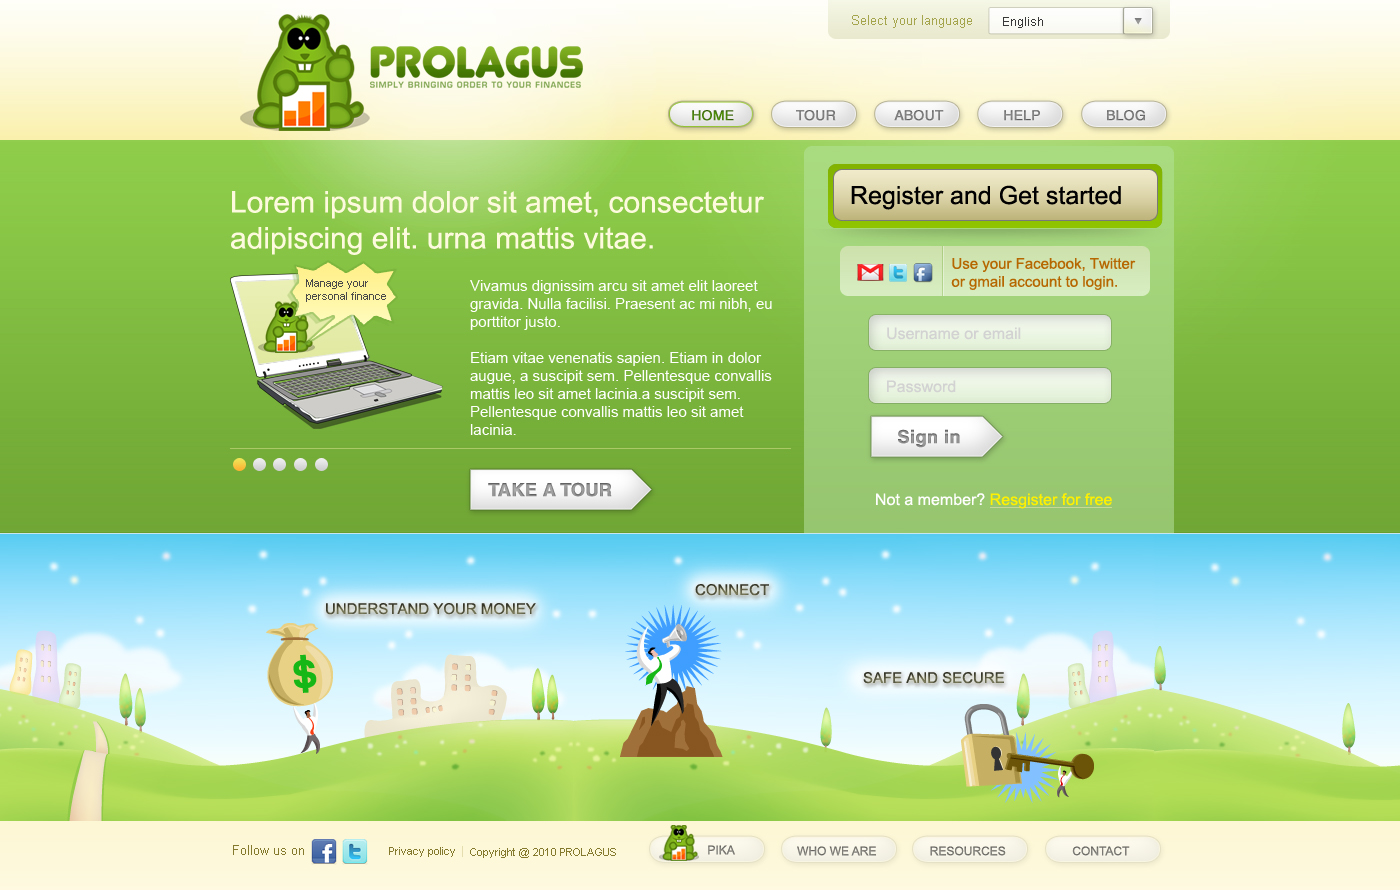 Select your language
English
PROLAGUS
SIMPLY BRINGING ORDER TO YOUR FINANCES
HOME
TOUR
ABOUT
HELP
BLOG
Lorem ipsum dolor sit amet, consectetur
adipiscing elit. urna mattis vitae.
Manage your
personal finance
Vivamus dignissim arcu sit amet elit laoreet
gravida. Nulla facilisi. Praesent ac mi nibh, eu
porttitor justo.
Etiam vitae venenatis sapien. Etiam in dolor
augue, a suscipit sem. Pellentesque convallis
mattis leo sit amet lacinia.a suscipit sem.
Pellentesque convallis mattis leo sit amet
lacinia.
TAKE A TOUR
Register and Get started
Use your Facebook, Twitter
or gmail account to login.
Username or email
Password
Sign in
Not a member? Resgister for free
UNDERSTAND YOUR MONEY
$
CONNECT
SAFE AND SECURE
Follow us on
Privacy policy
Copyright @ 2010 PROLAGUS
PIKA
WHO WE ARE
RESOURCES
CONTACT